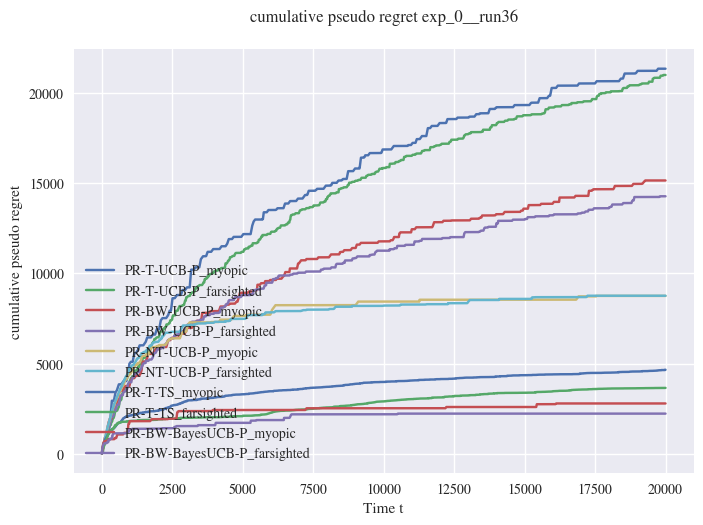 cumulative pseudo regret exp_0__run36
cumulative pseudo regret
20000
15000
10000
5000
0
PR-T-UCB-P_myopic
PR-T-UCB-P_farsighted
PR-BW-UCB-P_myopic
PR-BW-UCB-P_farsighted
PR-NT-UCB-P_myopic
PR-NT-UCB-P_farsighted
PR-T-TS_myopic
PR-T-TS_farsighted
PR-BW-BayesUCB-P_myopic
PR-BW-BayesUCB-P_farsighted
0 2500 5000 7500 10000 12500 15000 17500 20000
Time t